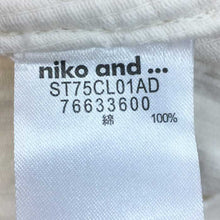 niko and ...
ST75CL01AD
76633600
綿 100%